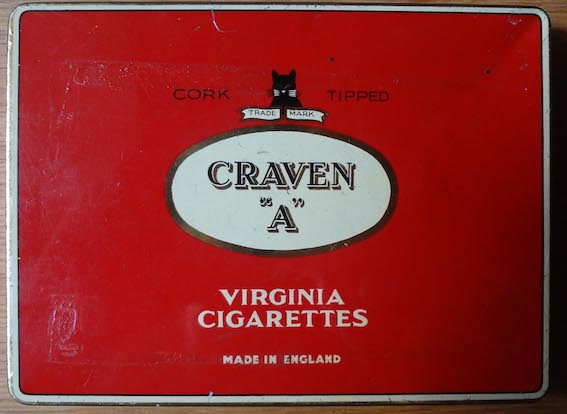 CORK TIPPED
TRADE MARK
CRAVEN
"A"
VIRGINIA
CIGARETTES
MADE IN ENGLAND